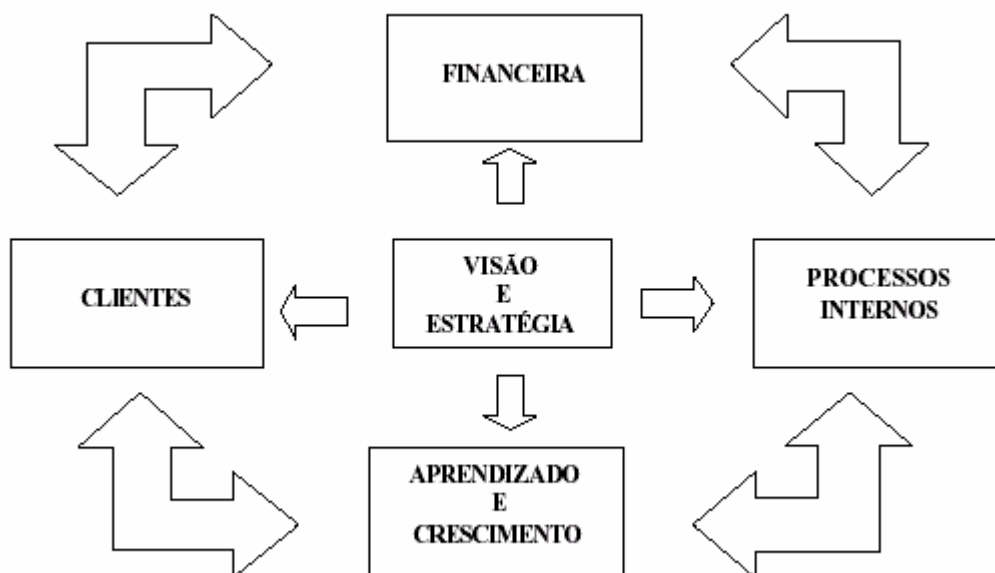 FINANCEIRA
CLIENTES
VISÃO
E
ESTRATÉGIA
PROCESSOS
INTERNOS
APRENDIZADO
E
CRESCIMENTO